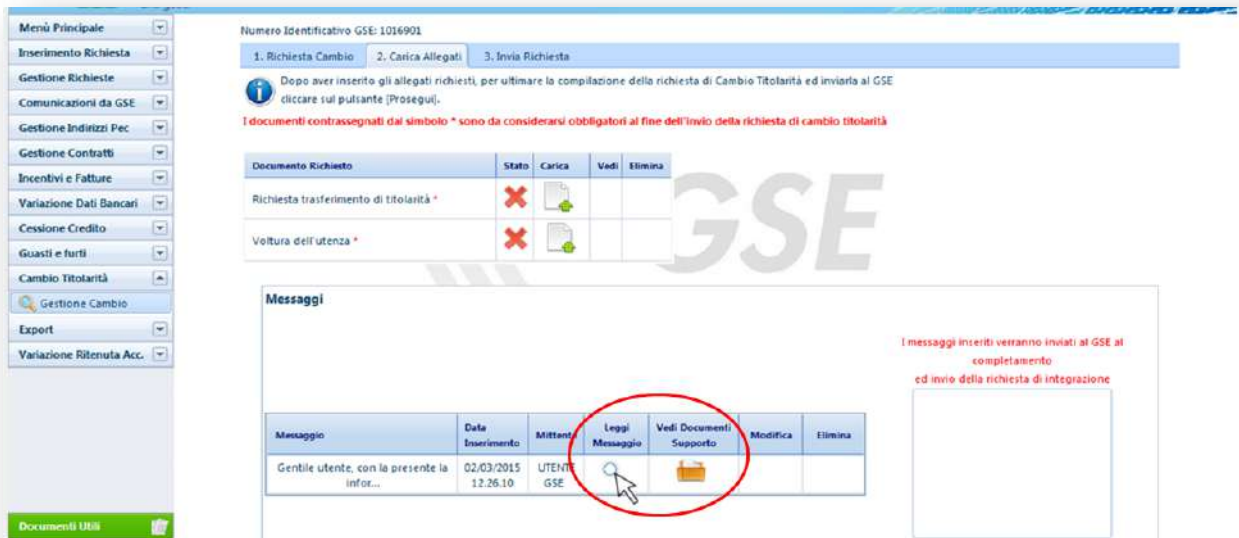 Menù Principale
Inserimento Richiesta
Gestione Richieste
Comunicazioni da GSE
Gestione Indirizzi Pec
Gestione Contratti
Incentivi e Fatture
Variazione Dati Bancari
Cessione Credito
Guasti e furti
Cambio Titolarità
Gestione Cambio
Export
Variazione Ritenuta Acc.
Documenti Utili
Numero Identificativo GSE: 1016901
1. Richiesta Cambio 2. Carica Allegati 3. Invia Richiesta
Dopo aver inserito gli allegati richiesti, per ultimare la compilazione della richiesta di Cambio Titolarità ed inviarla al GSE
cliccare sul pulsante [Prosegui].
I documenti contrassegnati dal simbolo * sono da considerarsi obbligatori al fine dell'invio della richiesta di cambio titolarità
Documento Richiesto Stato Carica Vedi Elimina
Richiesta trasferimento di titolarità *
Voltura dell'utenza *
GSE
Messaggi
I messaggi inseriti verranno inviati al GSE al
completamento
ed invio della richiesta di integrazione
Messaggio Data Inserimento Mittente Leggi Messaggio Vedi Documenti Supporto Modifica Elimina
Gentile utente, con la presente la 02/03/2015 UTENTE
infor... 12.26.10 GSE